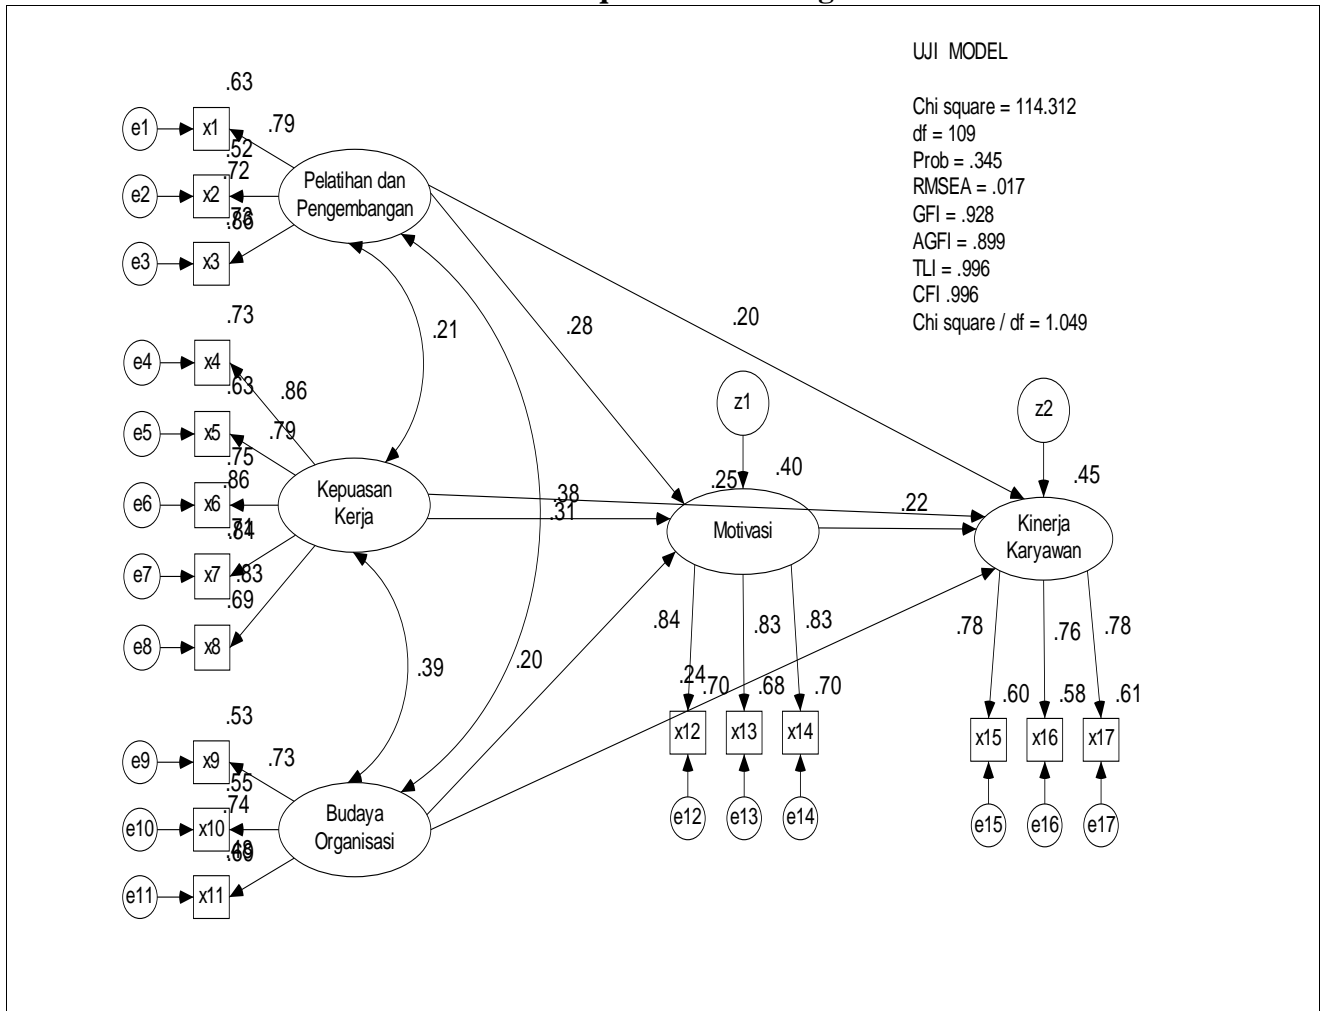 UJI MODEL
Chi square = 114.312
df = 109
Prob = .345
RMSEA = .017
GFI = .928
AGFI = .899
TLI = .996
CFI .996
Chi square / df = 1.049
.63
e1 x1 .79
.52
.72
e2 x2
Pelatihan dan
Pengembangan
.86
e3 x3
.21
.28
.20
.73
e4 x4
.86
.63
e5 x5 .79
.75
.86
e6 x6
Kepuasan
Kerja
.84
e7 x7 .83
.69
e8 x8
z1
z2
.25 .40
.45
.38
.31
.22
Motivasi
Kinerja
Karyawan
.39
.20
.24
.84 .83 .83
.70 .68 .70
x12 x13 x14
e12 e13 e14
.78 .76 .78
.60 .58 .61
x15 x16 x17
e15 e16 e17
.53
e9 x9 .73
.55
.74
e10 x10
Budaya
Organisasi
.69
e11 x11